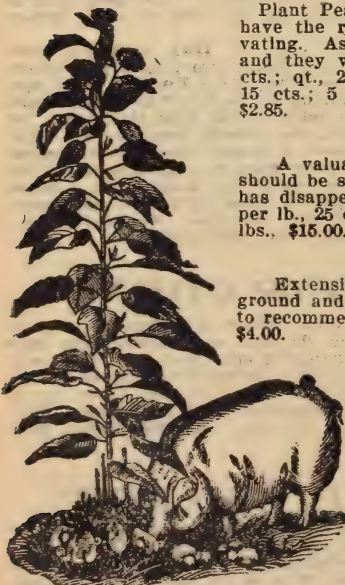 Plant Pea
have the r
vating. As
and they v
cts.; qt., 2
15 cts.; 5
$2.85.
A valua
should be s
has disappe
per lb., 25 c
lbs., $15.00.
Extensi
ground and
to recomme
$4.00.